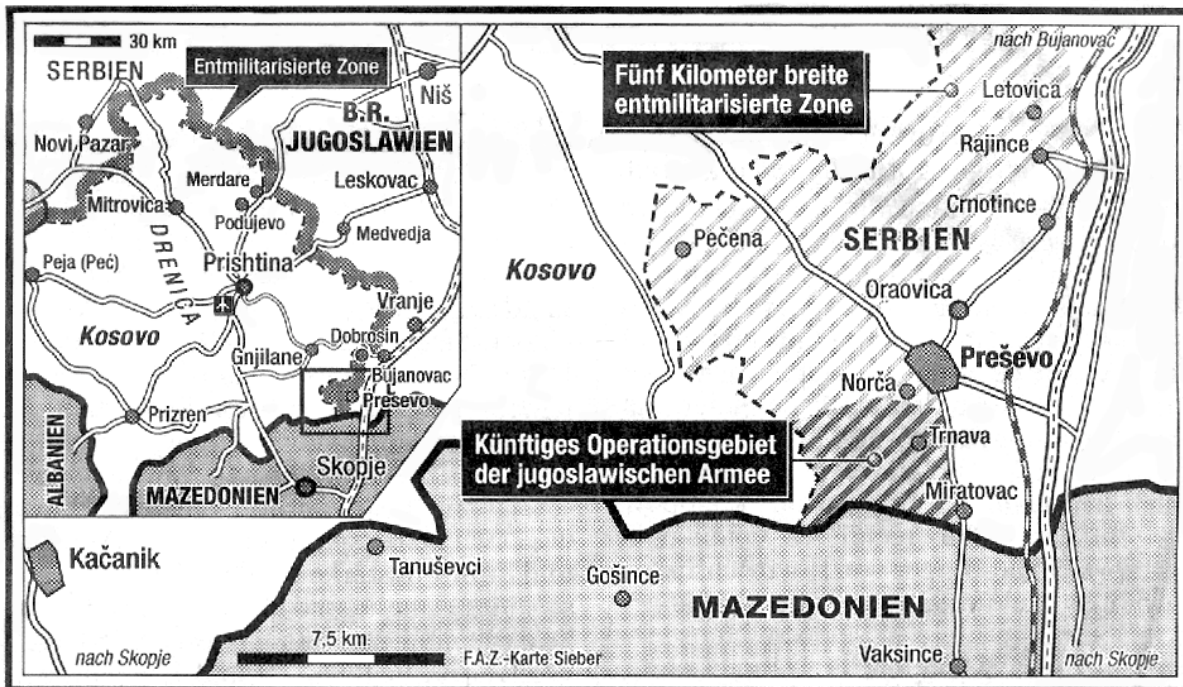 30 km
SERBIEN
Entmilitarisierte Zone
Niš
B.R.
JUGOSLAWIEN
Novi Pazar
Merdare
Leskovac
Mitrovica
Podujevo
Medvedja
DRENICA
Prishtina
Peja (Peć)
Vranje
Kosovo
Dobrosin
Gnjilane
Bujanovac
Preševo
Prizren
ALBANIEN
Skopje
MAZEDONIEN
nach Bujanovac
Fünf Kilometer breite
entmilitarisierte Zone
Letovica
Rajince
Crnotince
Pečena
SERBIEN
Kosovo
Oraovica
Preševo
Norča
Künftiges Operationsgebiet
der jugoslawischen Armee
Trnava
Miratovac
Kačanik
Tanuševci
Gošince
MAZEDONIEN
7,5 km
nach Skopje
F.A.Z.-Karte Sieber
Vaksince
nach Skopje